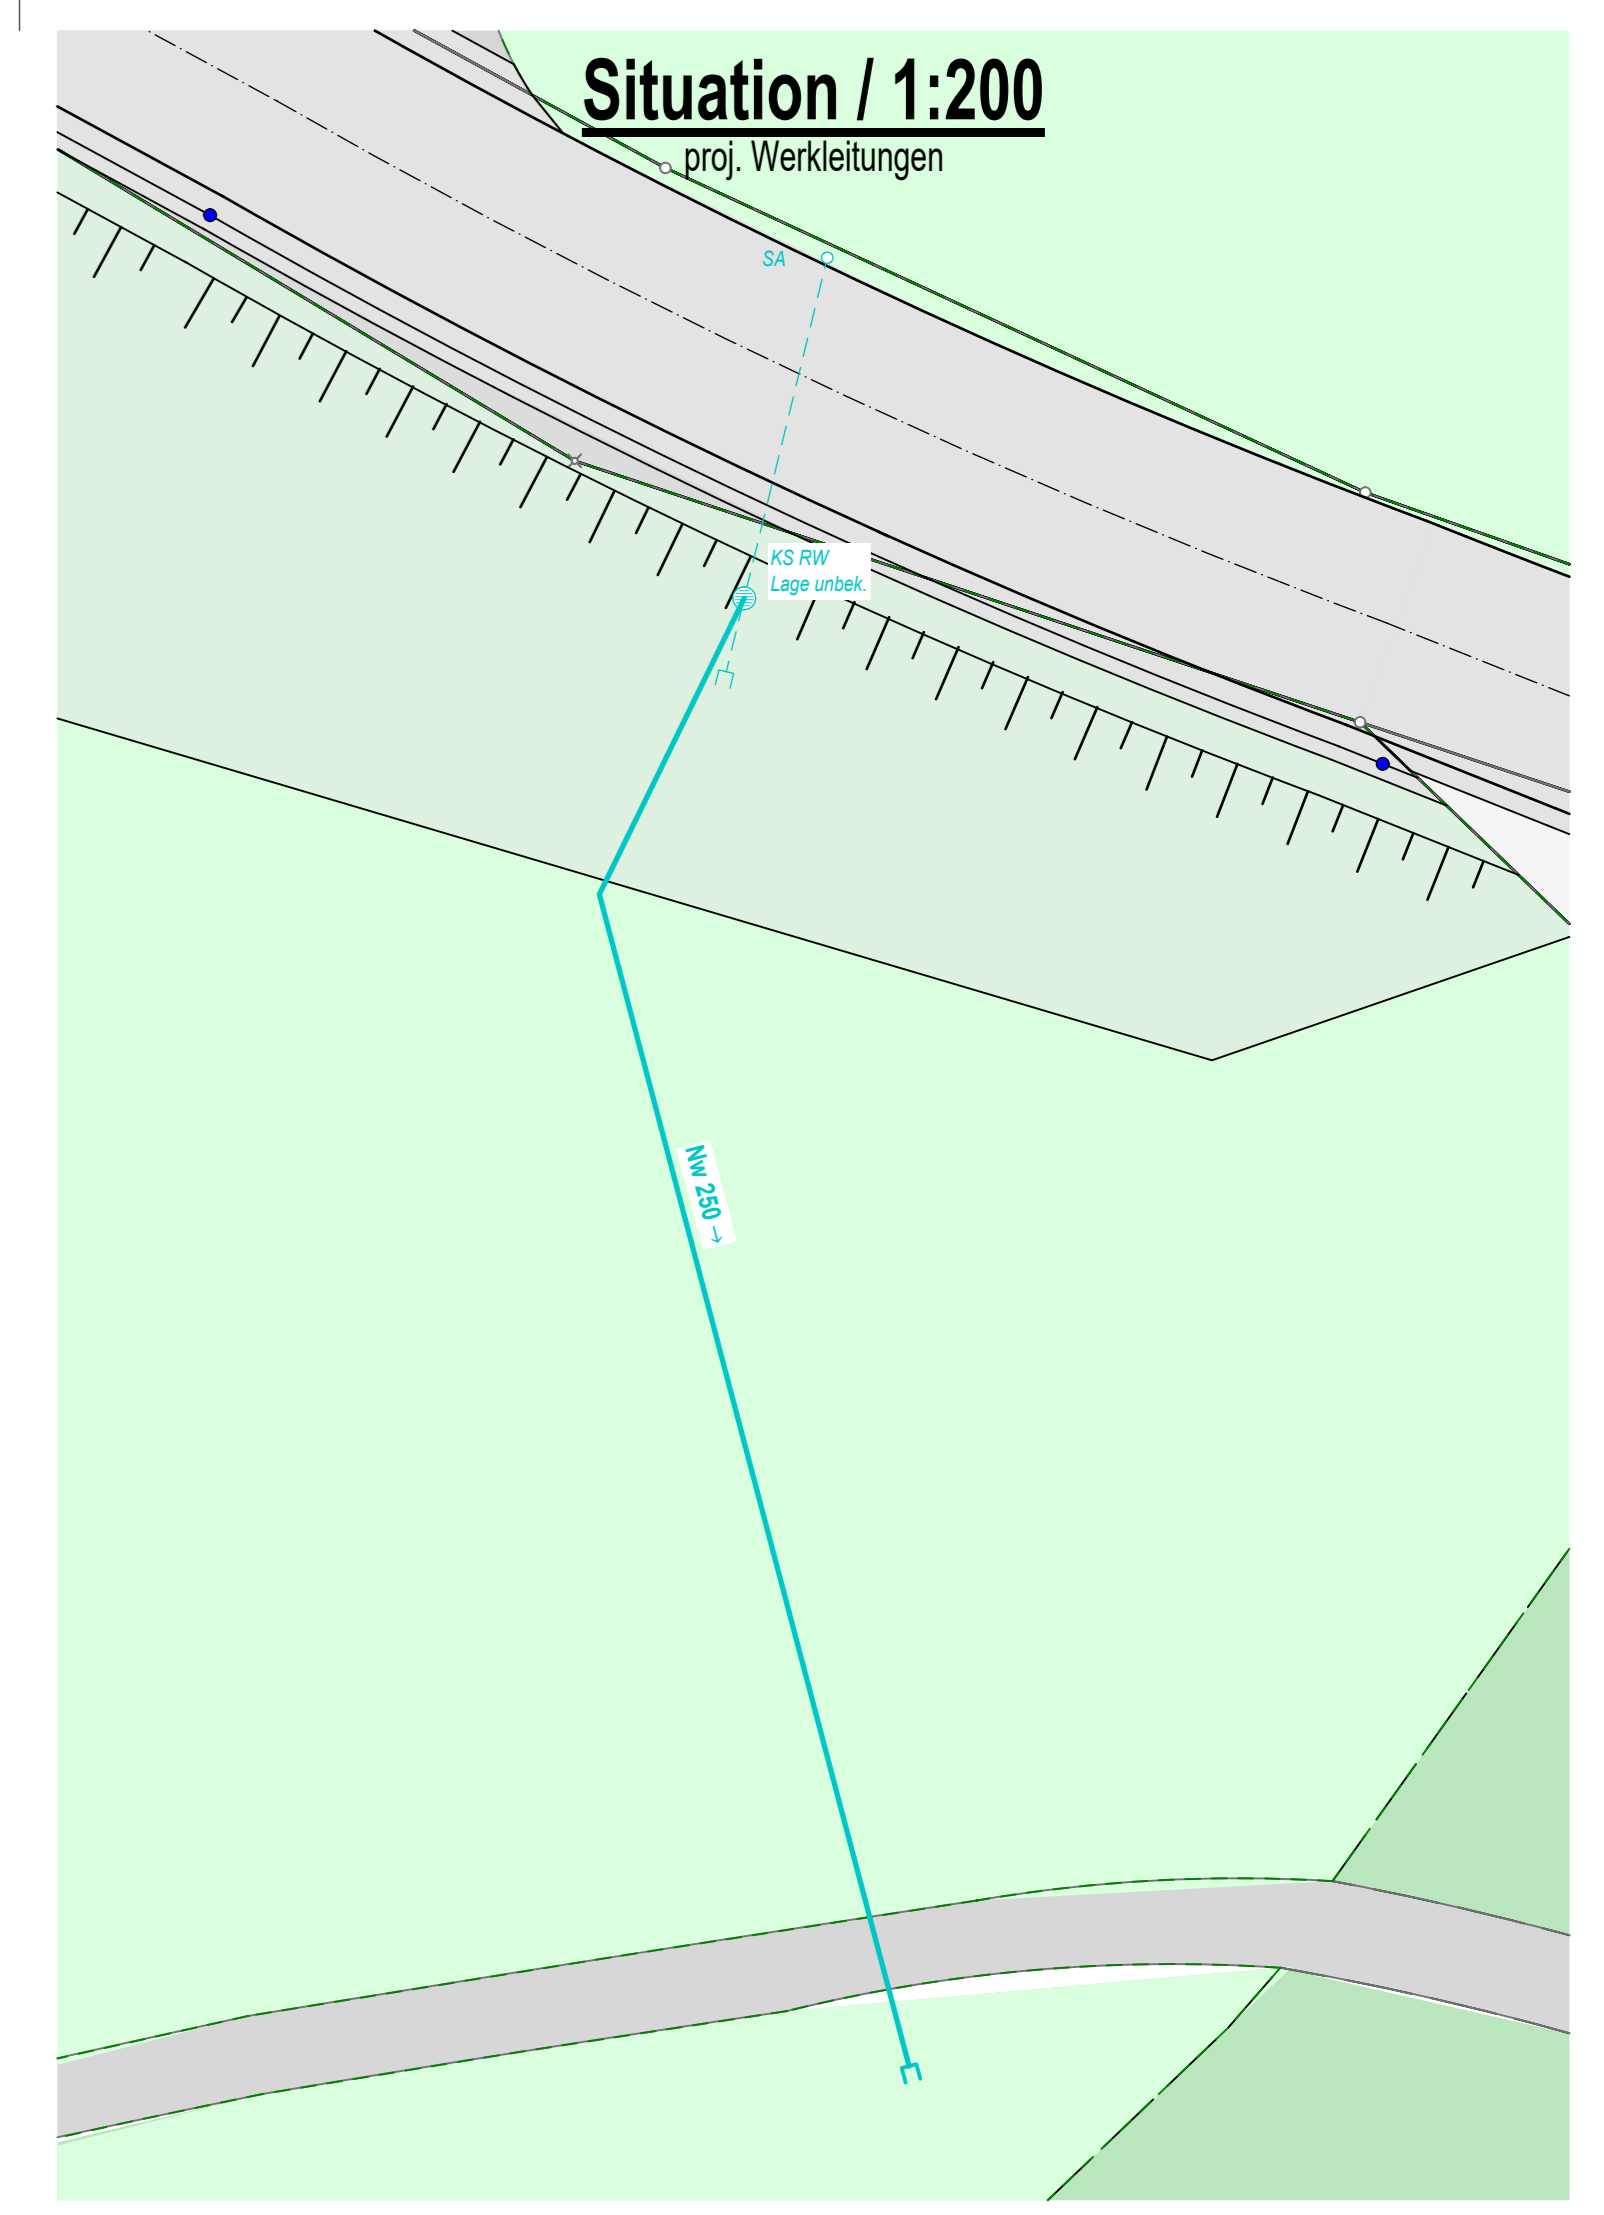 Situation / 1:200
proj. Werkleitungen
SA
KS RW
Lage unbek.
Nw 250 →